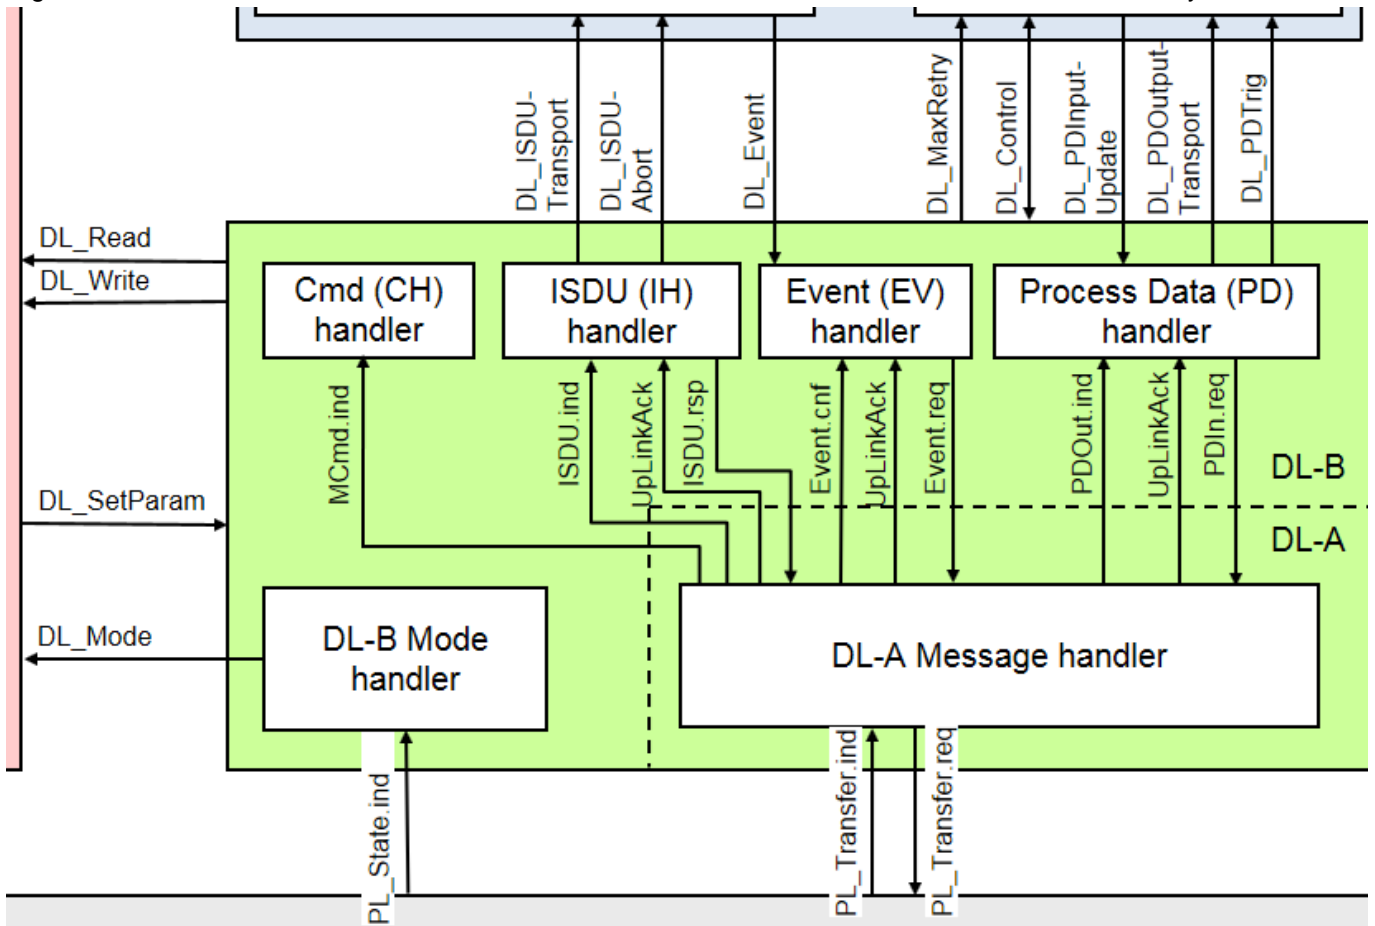 DL_ISDU-
Transport
DL_ISDU-
Abort
DL_Event
DL_MaxRetry
DL_Control
DL_PDInput-
Update
DL_PDOutput-
Transport
DL_PDTrig
DL_Read
DL_Write
Cmd (CH)
handler
ISDU (IH)
handler
Event (EV)
handler
Process Data (PD)
handler
MCmd.ind
ISDU.ind
UpLinkAck
ISDU.rsp
Event.cnf
UpLinkAck
Event.req
PDOut.ind
UpLinkAck
PDIn.req
DL-B
DL_SetParam
DL-A
DL_Mode
DL-B Mode
handler
DL-A Message handler
PL_State.ind
PL_Transfer.ind
PL_Transfer.req